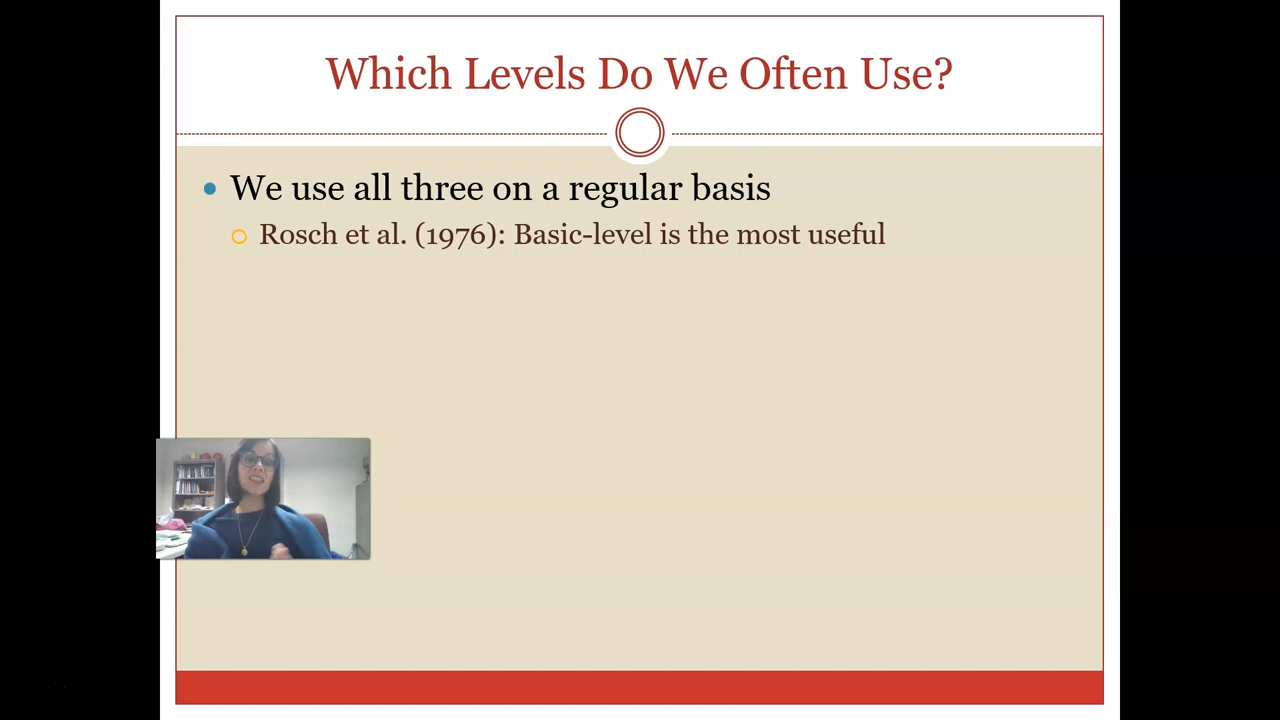 Which Levels Do We Often Use?
We use all three on a regular basis
Rosch et al. (1976): Basic-level is the most useful